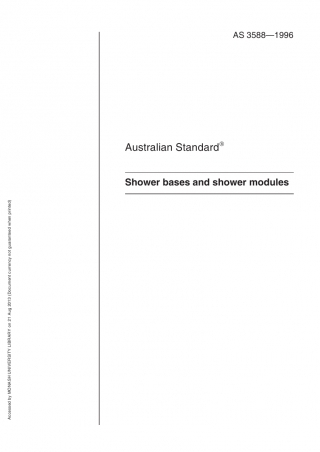 AS 3588—1996
Australian Standard®
Shower bases and shower modules
Accessed by MONASH UNIVERSITY LIBRARY on 21 Aug 2013 (Document currency not guaranteed when printed)